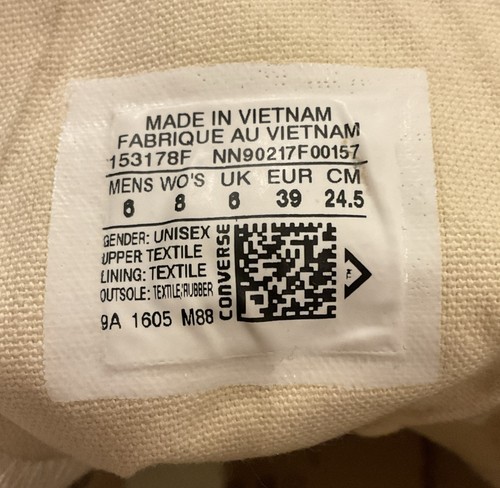 MADE IN VIETNAM
FABRIQUE AU VIETNAM
153178F NN90217F00157
MENS WO'S UK EUR CM
6 8 6 39 24.5
GENDER: UNISEX
UPPER TEXTILE
LINING: TEXTILE
OUTSOLE: TEXTILE/RUBBER
9A 1605 M88
CONVERSE
F